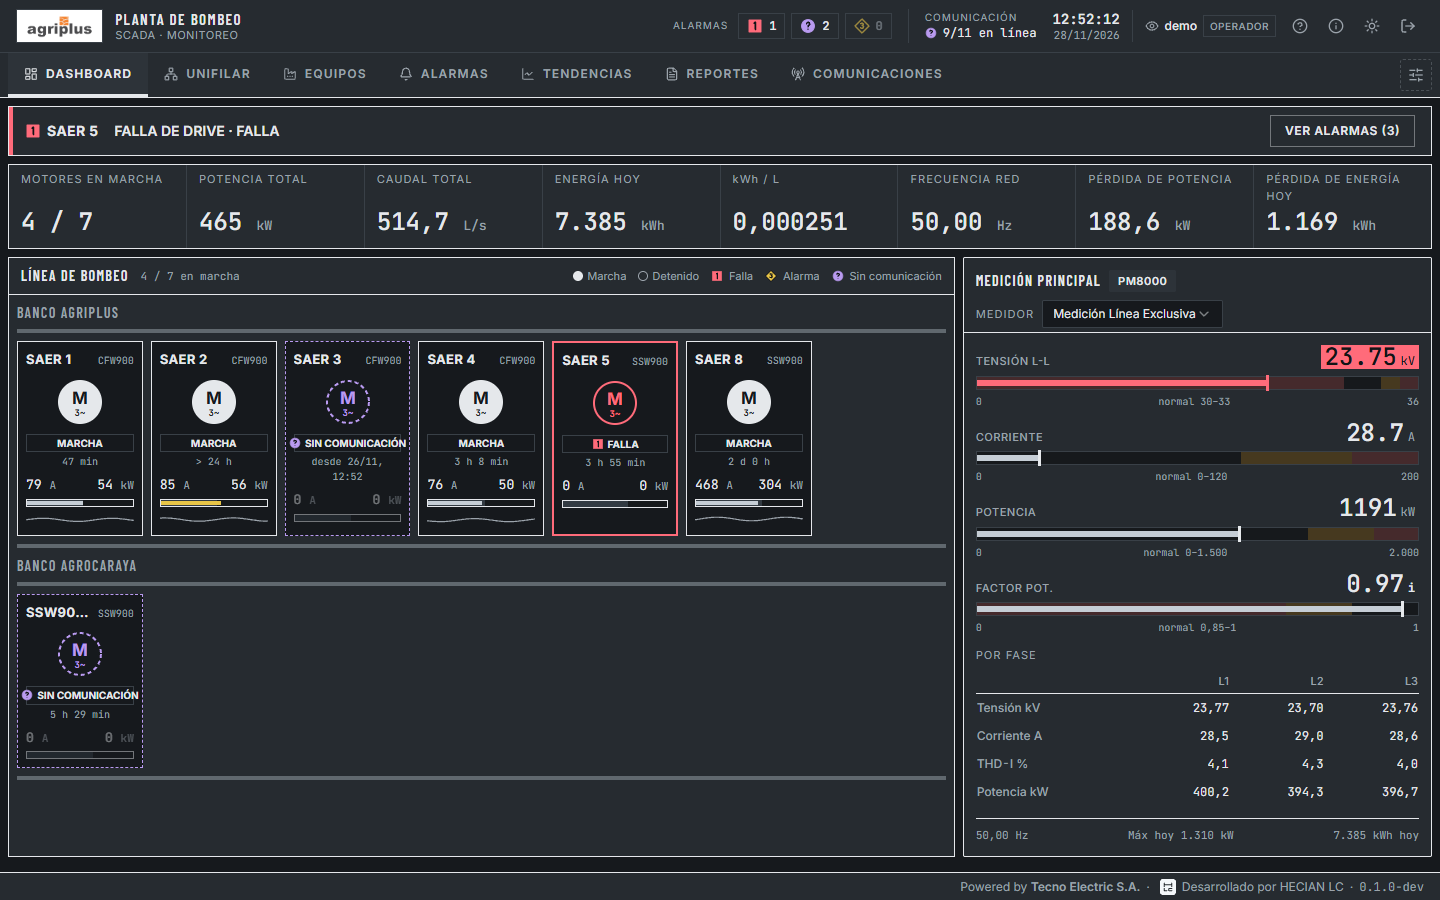 agriplus
PLANTA DE BOMBEO
SCADA · MONITOREO
ALARMAS
1 1
? 2
3 0
COMUNICACIÓN
? 9/11 en línea
12:52:12
28/11/2026
demo
OPERADOR
DASHBOARD
UNIFILAR
EQUIPOS
ALARMAS
TENDENCIAS
REPORTES
COMUNICACIONES
1 SAER 5 FALLA DE DRIVE · FALLA
VER ALARMAS (3)
MOTORES EN MARCHA
4 / 7
POTENCIA TOTAL
465 kW
CAUDAL TOTAL
514,7 L/s
ENERGÍA HOY
7.385 kWh
kWh / L
0,000251
FRECUENCIA RED
50,00 Hz
PÉRDIDA DE POTENCIA
188,6 kW
PÉRDIDA DE ENERGÍA
HOY
1.169 kWh
LÍNEA DE BOMBEO 4 / 7 en marcha
Marcha
Detenido
1 Falla
3 Alarma
? Sin comunicación
BANCO AGRIPLUS
SAER 1 CFW900
M
3~
MARCHA
47 min
79 A 54 kW
SAER 2 CFW900
M
3~
MARCHA
> 24 h
85 A 56 kW
SAER 3 CFW900
M
3~
? SIN COMUNICACIÓN
desde 26/11,
12:52
0 A 0 kW
SAER 4 CFW900
M
3~
MARCHA
3 h 8 min
76 A 50 kW
SAER 5 SSW900
M
3~
1 FALLA
3 h 55 min
0 A 0 kW
SAER 8 SSW900
M
3~
MARCHA
2 d 0 h
468 A 304 kW
BANCO AGROCARAYA
SSW90... SSW900
M
3~
? SIN COMUNICACIÓN
5 h 29 min
0 A 0 kW
MEDICIÓN PRINCIPAL PM8000
MEDIDOR Medición Línea Exclusiva
TENSIÓN L-L 23.75 kV
0 normal 30–33 36
CORRIENTE 28.7 A
0 normal 0–120 200
POTENCIA 1191 kW
0 normal 0–1.500 2.000
FACTOR POT. 0.97 i
0 normal 0,85–1 1
POR FASE
L1 L2 L3
Tensión kV 23,77 23,70 23,76
Corriente A 28,5 29,0 28,6
THD-I % 4,1 4,3 4,0
Potencia kW 400,2 394,3 396,7
50,00 Hz Máx hoy 1.310 kW 7.385 kWh hoy
Powered by Tecno Electric S.A. · Desarrollado por HECIAN LC · 0.1.0-dev